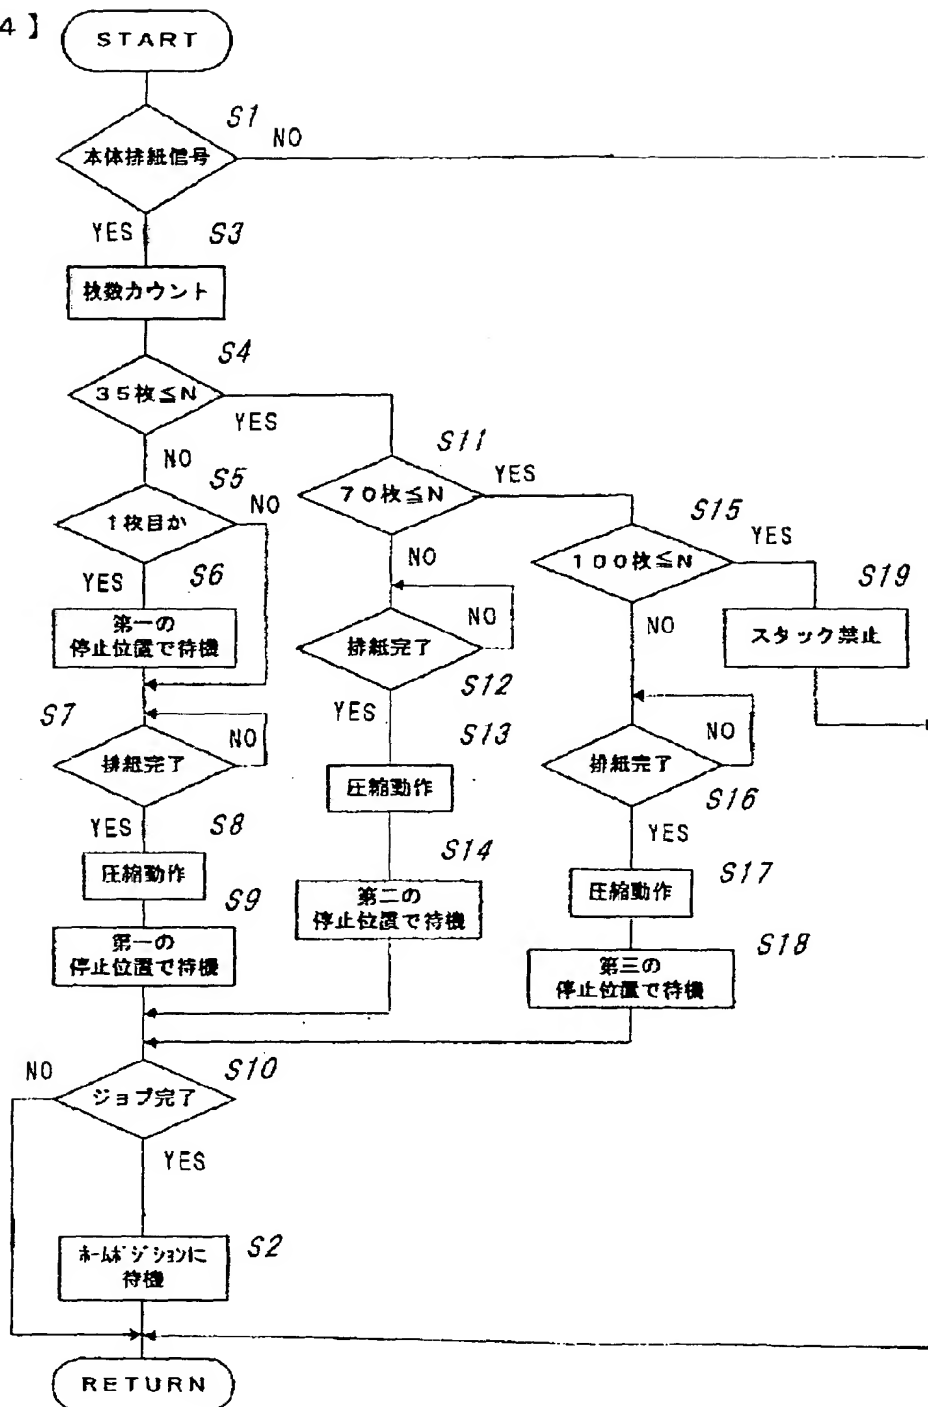 4】
START
S1
NO
本体排紙信号
YES
S3
枚数カウント
S4
35枚≦N
YES
NO
S5
NO
1枚目か
YES
S6
第一の
停止位置で待機
S7
NO
排紙完了
YES
S8
圧縮動作
S9
第一の
停止位置で待機
S11
YES
70枚≦N
NO
NO
排紙完了
S12
YES
S13
圧縮動作
S14
第二の
停止位置で待機
S15
YES
100枚≦N
NO
S19
スタック禁止
NO
排紙完了
S16
YES
S17
圧縮動作
S18
第三の
停止位置で待機
NO
S10
ジョブ完了
YES
S2
ホームポジションに
待機
RETURN